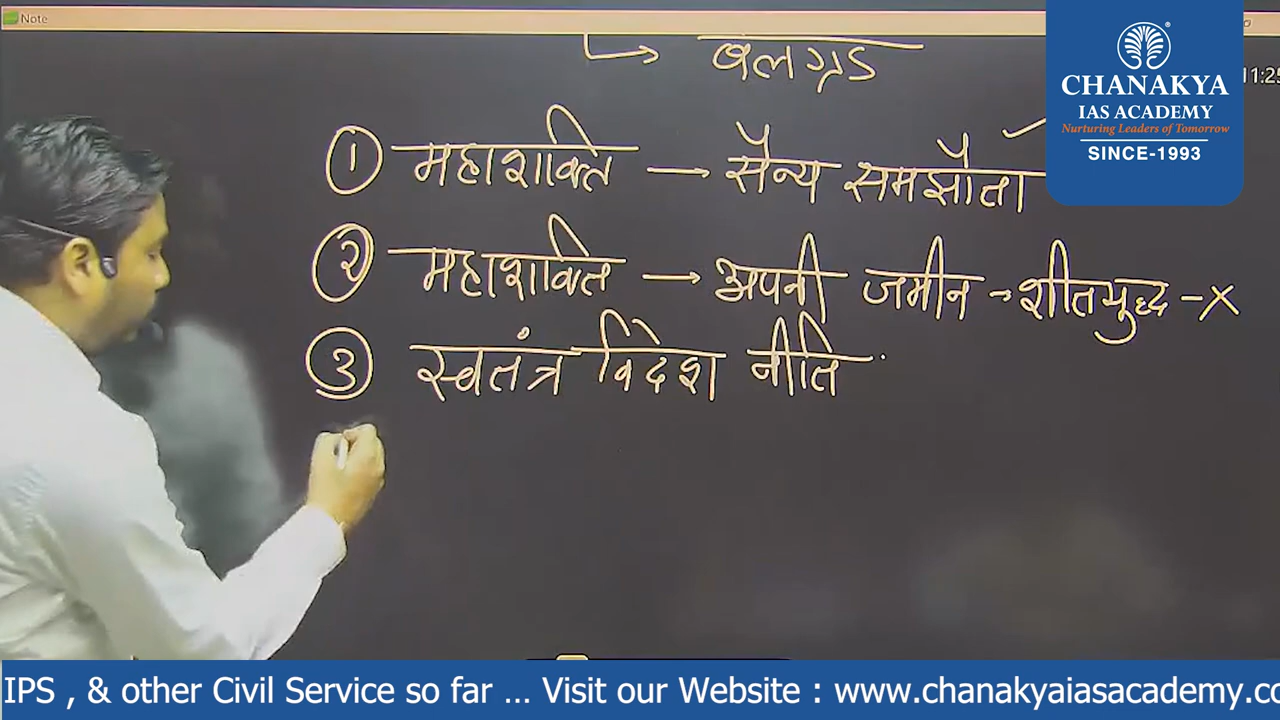 Note
→ बेलग्रेड
① महाशक्ति → सैन्य समझौता
② महाशक्ति → अपनी जमीन → शीतयुद्ध - X
③ स्वतंत्र विदेश नीति
11:25
CHANAKYA
IAS ACADEMY
Nurturing Leaders of Tomorrow
SINCE-1993
IPS , & other Civil Service so far ... Visit our Website : www.chanakyaiasacademy.co